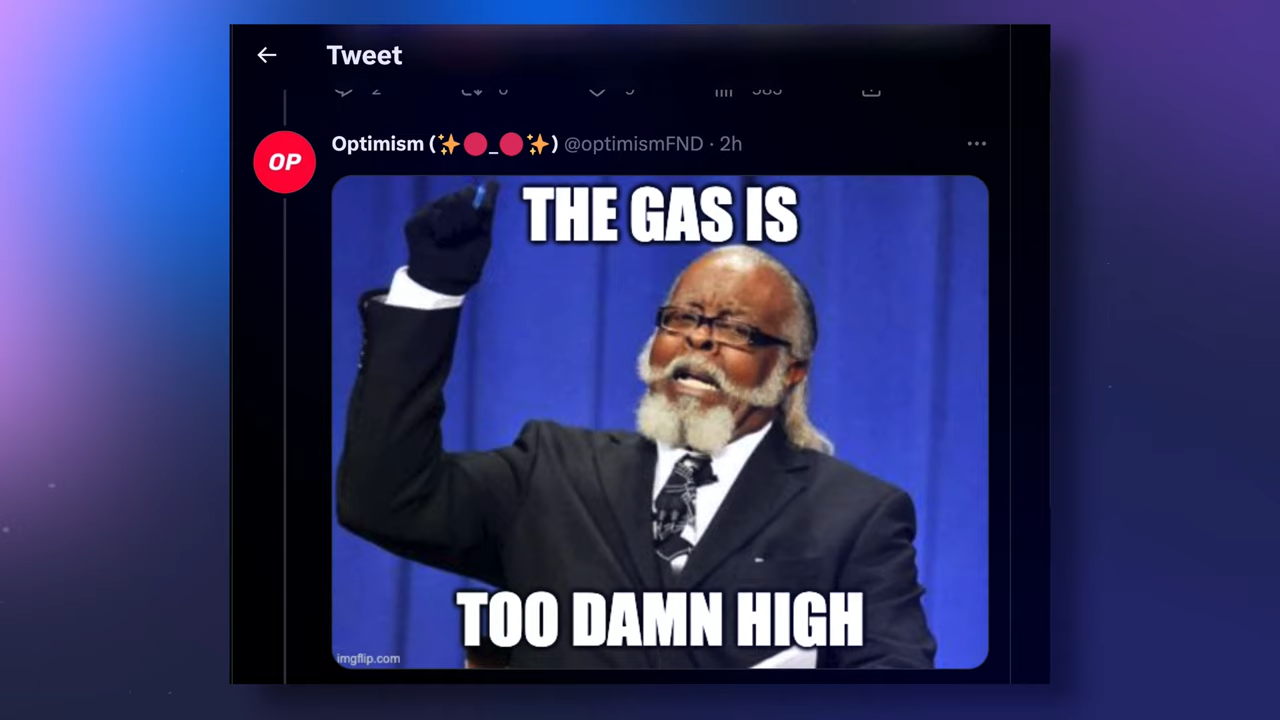 Tweet
Optimism (✨🔴_🔴✨) @optimismFND · 2h
OP
THE GAS IS
TOO DAMN HIGH
imgflip.com